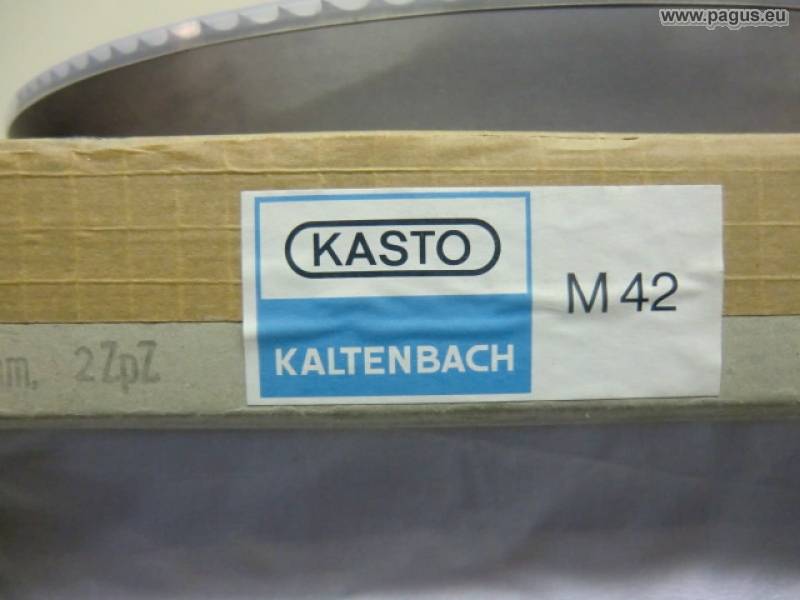 www.pagus.eu
KASTO
M 42
KALTENBACH
2ZpZ